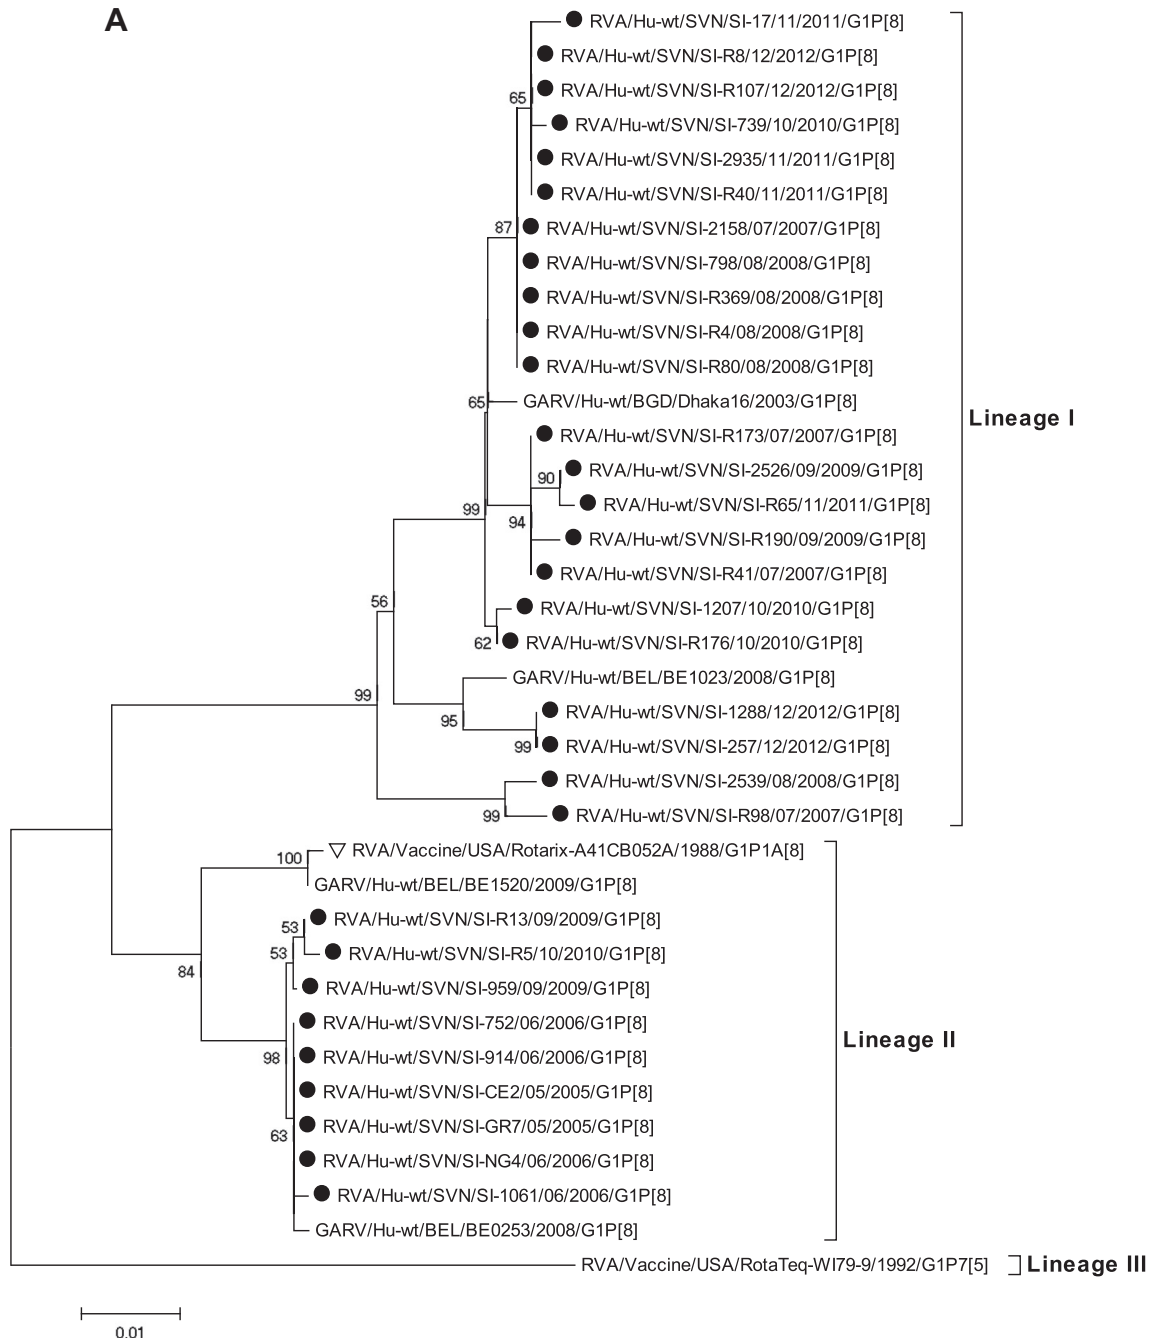 A
RVA/Hu-wt/SVN/SI-17/11/2011/G1P[8]
RVA/Hu-wt/SVN/SI-R8/12/2012/G1P[8]
RVA/Hu-wt/SVN/SI-R107/12/2012/G1P[8]
65
RVA/Hu-wt/SVN/SI-739/10/2010/G1P[8]
RVA/Hu-wt/SVN/SI-2935/11/2011/G1P[8]
RVA/Hu-wt/SVN/SI-R40/11/2011/G1P[8]
87
RVA/Hu-wt/SVN/SI-2158/07/2007/G1P[8]
RVA/Hu-wt/SVN/SI-798/08/2008/G1P[8]
RVA/Hu-wt/SVN/SI-R369/08/2008/G1P[8]
RVA/Hu-wt/SVN/SI-R4/08/2008/G1P[8]
RVA/Hu-wt/SVN/SI-R80/08/2008/G1P[8]
65
GARV/Hu-wt/BGD/Dhaka16/2003/G1P[8]
Lineage I
RVA/Hu-wt/SVN/SI-R173/07/2007/G1P[8]
90
RVA/Hu-wt/SVN/SI-2526/09/2009/G1P[8]
RVA/Hu-wt/SVN/SI-R65/11/2011/G1P[8]
99
94
RVA/Hu-wt/SVN/SI-R190/09/2009/G1P[8]
RVA/Hu-wt/SVN/SI-R41/07/2007/G1P[8]
56
RVA/Hu-wt/SVN/SI-1207/10/2010/G1P[8]
62
RVA/Hu-wt/SVN/SI-R176/10/2010/G1P[8]
GARV/Hu-wt/BEL/BE1023/2008/G1P[8]
99
95
RVA/Hu-wt/SVN/SI-1288/12/2012/G1P[8]
99
RVA/Hu-wt/SVN/SI-257/12/2012/G1P[8]
RVA/Hu-wt/SVN/SI-2539/08/2008/G1P[8]
99
RVA/Hu-wt/SVN/SI-R98/07/2007/G1P[8]
100
RVA/Vaccine/USA/Rotarix-A41CB052A/1988/G1P1A[8]
GARV/Hu-wt/BEL/BE1520/2009/G1P[8]
53
RVA/Hu-wt/SVN/SI-R13/09/2009/G1P[8]
53
RVA/Hu-wt/SVN/SI-R5/10/2010/G1P[8]
84
RVA/Hu-wt/SVN/SI-959/09/2009/G1P[8]
RVA/Hu-wt/SVN/SI-752/06/2006/G1P[8]
Lineage II
98
RVA/Hu-wt/SVN/SI-914/06/2006/G1P[8]
RVA/Hu-wt/SVN/SI-CE2/05/2005/G1P[8]
RVA/Hu-wt/SVN/SI-GR7/05/2005/G1P[8]
63
RVA/Hu-wt/SVN/SI-NG4/06/2006/G1P[8]
RVA/Hu-wt/SVN/SI-1061/06/2006/G1P[8]
GARV/Hu-wt/BEL/BE0253/2008/G1P[8]
RVA/Vaccine/USA/RotaTeq-WI79-9/1992/G1P7[5]
Lineage III
0.01